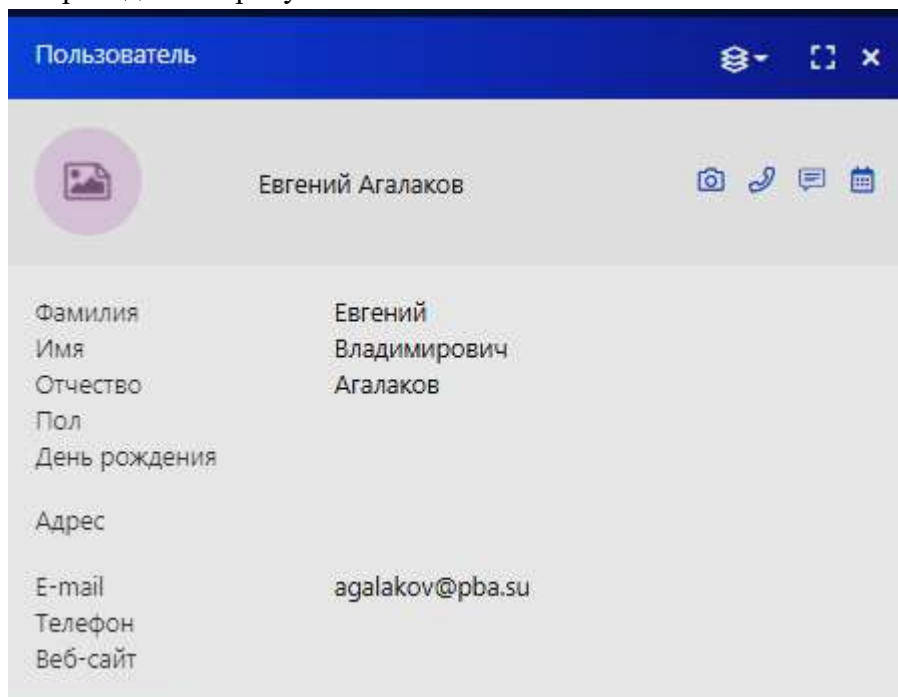 Пользователь
Евгений Агалаков
Фамилия Евгений
Имя Владимирович
Отчество Агалаков
Пол
День рождения
Адрес
E-mail agalakov@pba.su
Телефон
Веб-сайт